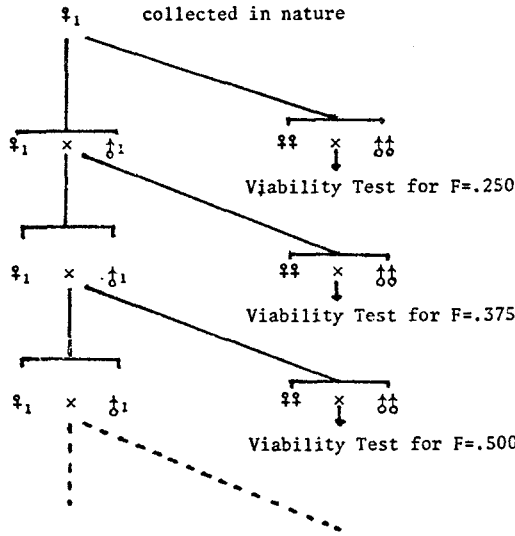 ♀1 collected in nature
♀1 × ♂1 ♀♀ × ♂♂
Viability Test for F=.250
♀1 × ♂1 ♀♀ × ♂♂
Viability Test for F=.375
♀1 × ♂1 ♀♀ × ♂♂
Viability Test for F=.500